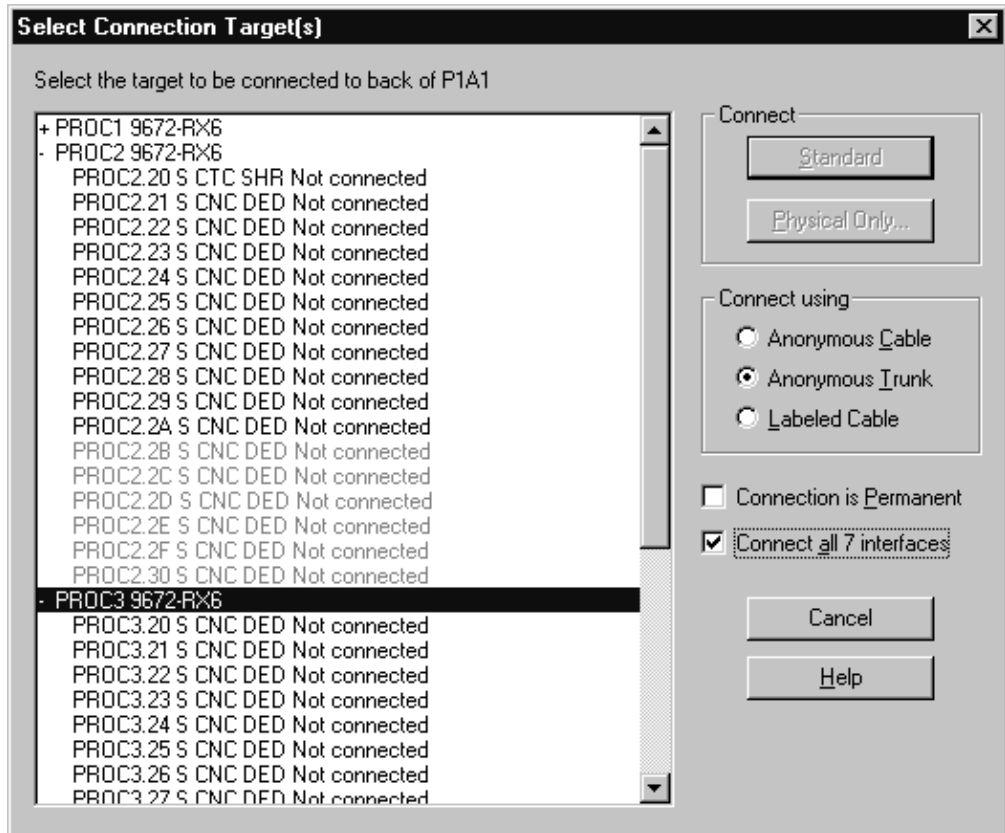 Select Connection Target(s)
Select the target to be connected to back of P1A1
+ PROC1 9672-RX6
- PROC2 9672-RX6
PROC2.20 S CTC SHR Not connected
PROC2.21 S CNC DED Not connected
PROC2.22 S CNC DED Not connected
PROC2.23 S CNC DED Not connected
PROC2.24 S CNC DED Not connected
PROC2.25 S CNC DED Not connected
PROC2.26 S CNC DED Not connected
PROC2.27 S CNC DED Not connected
PROC2.28 S CNC DED Not connected
PROC2.29 S CNC DED Not connected
PROC2.2A S CNC DED Not connected
PROC2.2B S CNC DED Not connected
PROC2.2C S CNC DED Not connected
PROC2.2D S CNC DED Not connected
PROC2.2E S CNC DED Not connected
PROC2.2F S CNC DED Not connected
PROC2.30 S CNC DED Not connected
- PROC3 9672-RX6
PROC3.20 S CNC DED Not connected
PROC3.21 S CNC DED Not connected
PROC3.22 S CNC DED Not connected
PROC3.23 S CNC DED Not connected
PROC3.24 S CNC DED Not connected
PROC3.25 S CNC DED Not connected
PROC3.26 S CNC DED Not connected
PROC3.27 S CNC DED Not connected
Connect
Standard
Physical Only...
Connect using
Anonymous Cable
Anonymous Trunk
Labeled Cable
Connection is Permanent
Connect all 7 interfaces
Cancel
Help